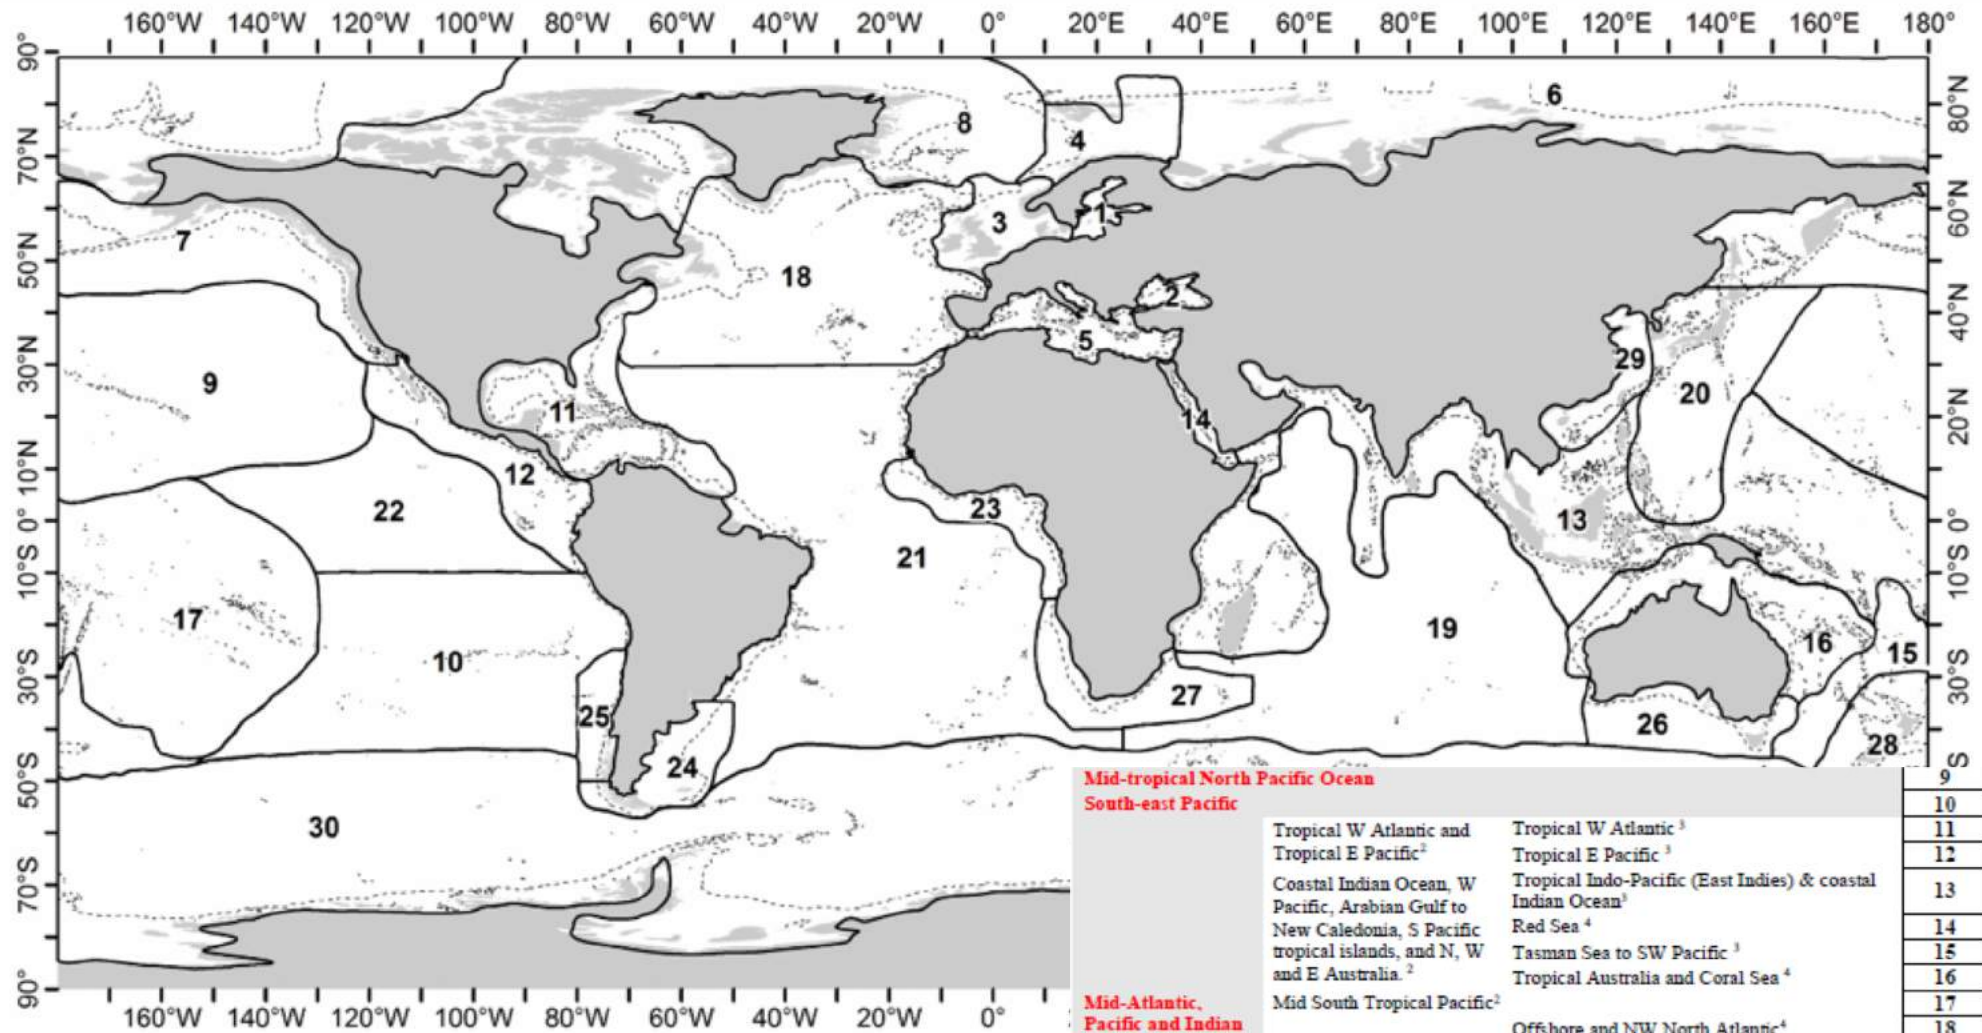 160°W 140°W 120°W 100°W 80°W 60°W 40°W 20°W 0° 20°E 40°E 60°E 80°E 100°E 120°E 140°E 160°E 180°
90°
80°N
70°N
60°N
50°N
40°N
30°N
20°N
10°N
0°
10°S
30°S
50°S
70°S
90°
80°N
60°N
40°N
20°N
0°
10°S
30°S
S
6
8
4
1
3
7
18
2
5
29
9
20
11
14
12
22
23
13
21
17
19
16
10
15
27
25
26
24
28
30
Mid-tropical North Pacific Ocean 9
South-east Pacific 10
Tropical W Atlantic and Tropical W Atlantic ³ 11
Tropical E Pacific² Tropical E Pacific ³ 12
Coastal Indian Ocean, W Tropical Indo-Pacific (East Indies) & coastal 13
Pacific, Arabian Gulf to Indian Ocean³
New Caledonia, S Pacific Red Sea ⁴ 14
tropical islands, and N, W Tasman Sea to SW Pacific ³ 15
and E Australia. ² Tropical Australia and Coral Sea ⁴ 16
Mid-Atlantic, Mid South Tropical Pacific² 17
Pacific and Indian Offshore and NW North Atlantic⁴ 18
160°W 140°W 120°W 100°W 80°W 60°W 40°W 20°W 0°